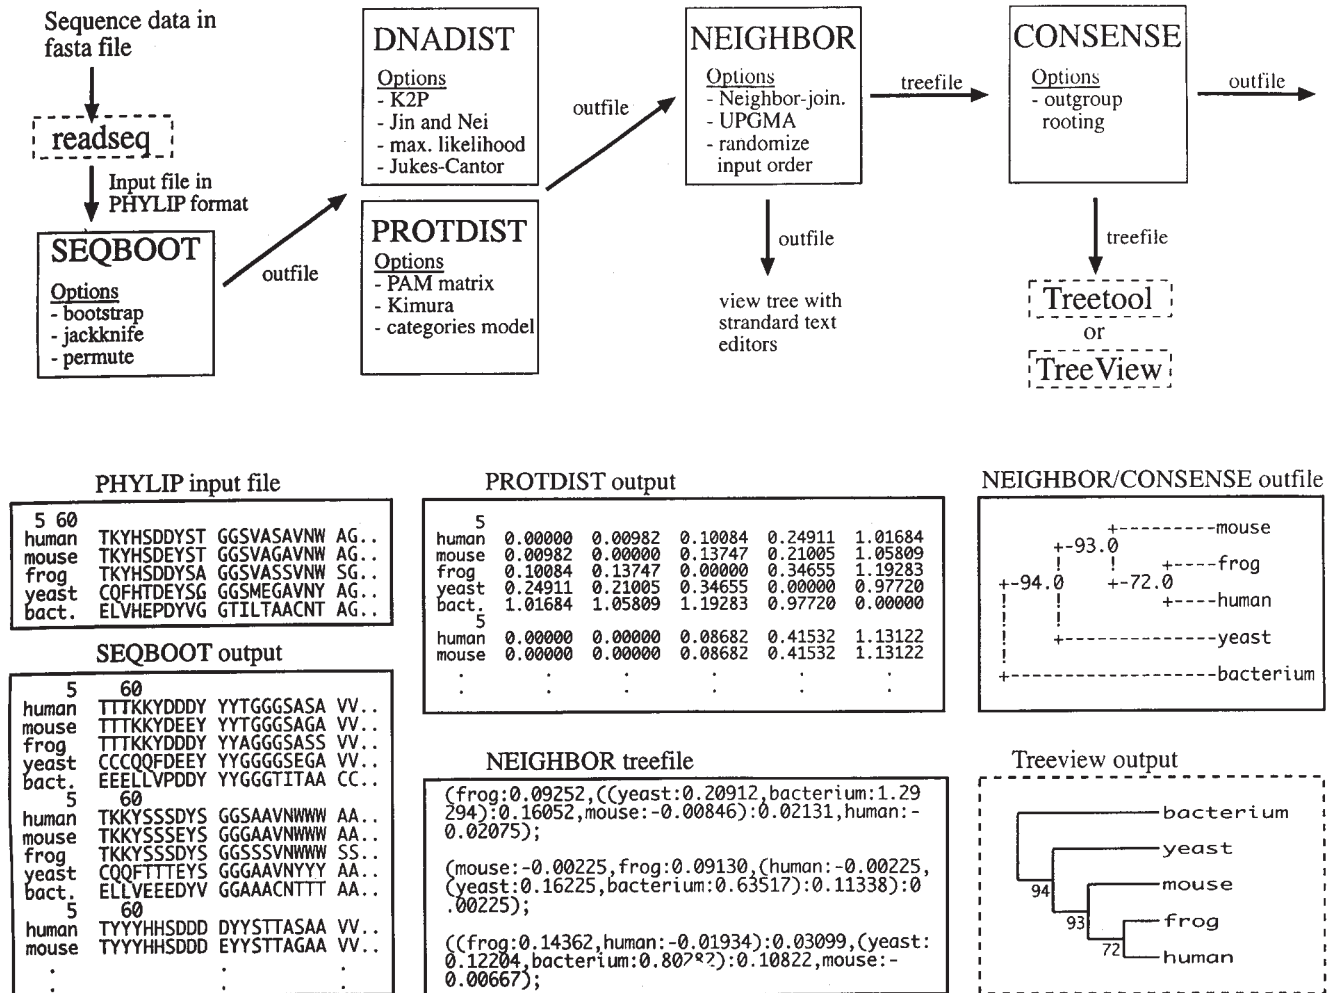 Sequence data in
fasta file
readseq
Input file in
PHYLIP format
SEQBOOT
Options
- bootstrap
- jackknife
- permute
outfile
DNADIST
Options
- K2P
- Jin and Nei
- max. likelihood
- Jukes-Cantor
PROTDIST
Options
- PAM matrix
- Kimura
- categories model
outfile
NEIGHBOR
Options
- Neighbor-join.
- UPGMA
- randomize
input order
outfile
view tree with
strandard text
editors
treefile
CONSENSE
Options
- outgroup
rooting
outfile
treefile
Treetool
or
TreeView
PHYLIP input file
5 60
human TKYHSDDYST GGSVASAVNW AG..
mouse TKYHSDEYST GGSVAGAVNW AG..
frog TKYHSDDYSA GGSVASSVNW SG..
yeast CQFHTDEYSG GGSMEGAVNY AG..
bact. ELVHEPDYVG GTILTAACNT AG..
SEQBOOT output
5 60
human TTTKKYDDDY YYTGGGSASA VV..
mouse TTTKKYDEEY YYTGGGSAGA VV..
frog TTTKKYDDDY YYAGGGSASS VV..
yeast CCCQQFDEEY YYGGGGSEGA VV..
bact. EEELLVPDDY YYGGGTITAA CC..
5 60
human TKKYSSSDYS GGSAAVNWWW AA..
mouse TKKYSSSEYS GGGAAVNWWW AA..
frog TKKYSSSDYS GGSSSVNWWW SS..
yeast CQQFTTTEYS GGGAAVNYYY AA..
bact. ELLVEEEDYV GGAAACNTTT AA..
5 60
human TYYYHHSDDD DYYSTTASAA VV..
mouse TYYYHHSDDD EYYSTTAGAA VV..
. . .
PROTDIST output
5
human 0.00000 0.00982 0.10084 0.24911 1.01684
mouse 0.00982 0.00000 0.13747 0.21005 1.05809
frog 0.10084 0.13747 0.00000 0.34655 1.19283
yeast 0.24911 0.21005 0.34655 0.00000 0.97720
bact. 1.01684 1.05809 1.19283 0.97720 0.00000
5
human 0.00000 0.00000 0.08682 0.41532 1.13122
mouse 0.00000 0.00000 0.08682 0.41532 1.13122
. . . . . .
. . . . . .
NEIGHBOR treefile
(frog:0.09252,((yeast:0.20912,bacterium:1.29
294):0.16052,mouse:-0.00846):0.02131,human:-
0.02075);
(mouse:-0.00225,frog:0.09130,(human:-0.00225,
(yeast:0.16225,bacterium:0.63517):0.11338):0
.00225);
((frog:0.14362,human:-0.01934):0.03099,(yeast:
0.12204,):0.10822,mouse:-
0.00667);
NEIGHBOR/CONSENSE outfile
+---------mouse
+-93.0
! ! +----frog
+-94.0 +-72.0
! ! +----human
! +---------------yeast
+--------------------bacterium
Treeview output
bacterium
yeast
94
mouse
93
frog
72
human